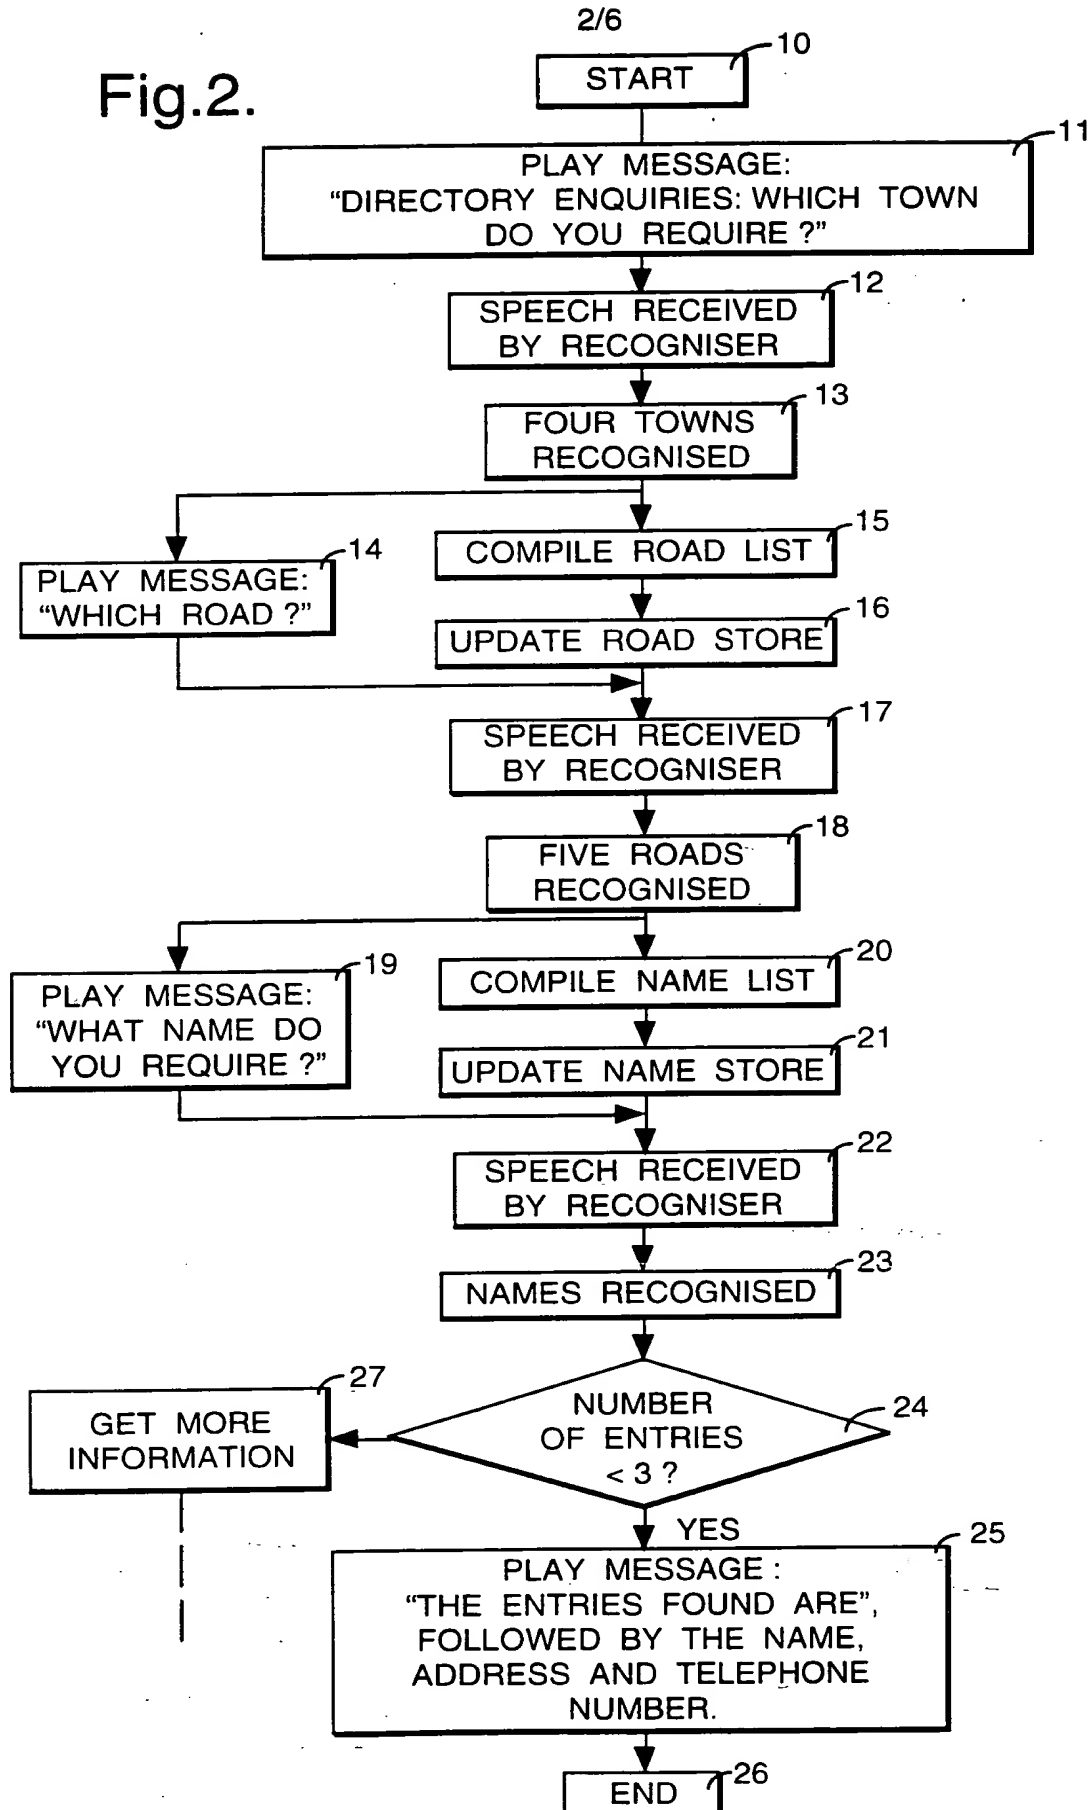 2/6
Fig.2.
10
START
11
PLAY MESSAGE:
“DIRECTORY ENQUIRIES: WHICH TOWN
DO YOU REQUIRE ?”
12
SPEECH RECEIVED
BY RECOGNISER
13
FOUR TOWNS
RECOGNISED
14
PLAY MESSAGE:
“WHICH ROAD ?”
15
COMPILE ROAD LIST
16
UPDATE ROAD STORE
17
SPEECH RECEIVED
BY RECOGNISER
18
FIVE ROADS
RECOGNISED
19
PLAY MESSAGE:
“WHAT NAME DO
YOU REQUIRE ?”
20
COMPILE NAME LIST
21
UPDATE NAME STORE
22
SPEECH RECEIVED
BY RECOGNISER
23
NAMES RECOGNISED
24
NUMBER
OF ENTRIES
< 3 ?
27
GET MORE
INFORMATION
YES
25
PLAY MESSAGE :
“THE ENTRIES FOUND ARE”,
FOLLOWED BY THE NAME,
ADDRESS AND TELEPHONE
NUMBER.
26
END